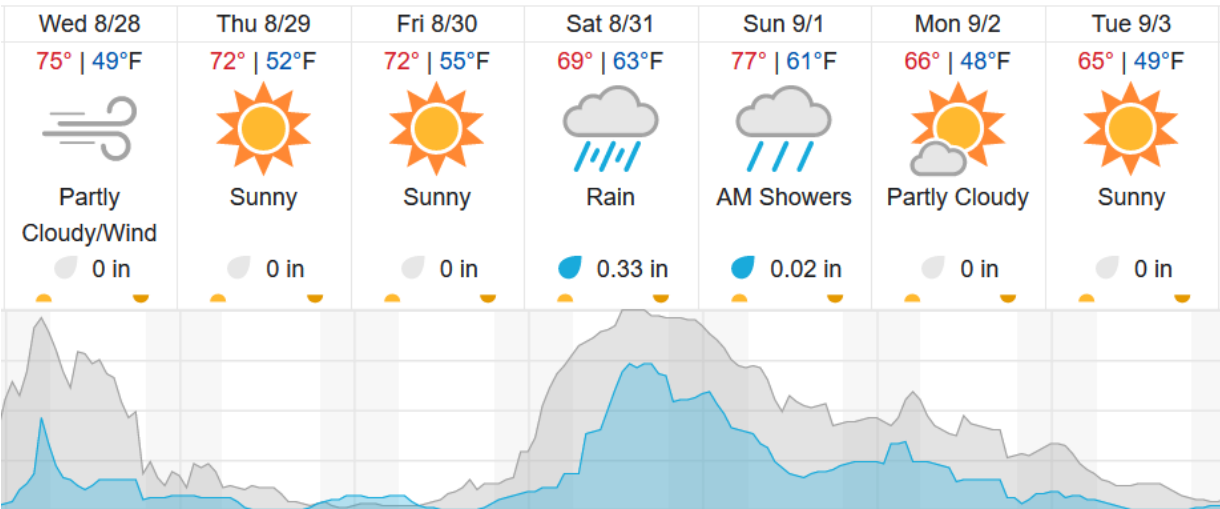 Wed 8/28 Thu 8/29 Fri 8/30 Sat 8/31 Sun 9/1 Mon 9/2 Tue 9/3
75° | 49°F 72° | 52°F 72° | 55°F 69° | 63°F 77° | 61°F 66° | 48°F 65° | 49°F
Partly Sunny Sunny Rain AM Showers Partly Cloudy Sunny
Cloudy/Wind
0 in 0 in 0 in 0.33 in 0.02 in 0 in 0 in